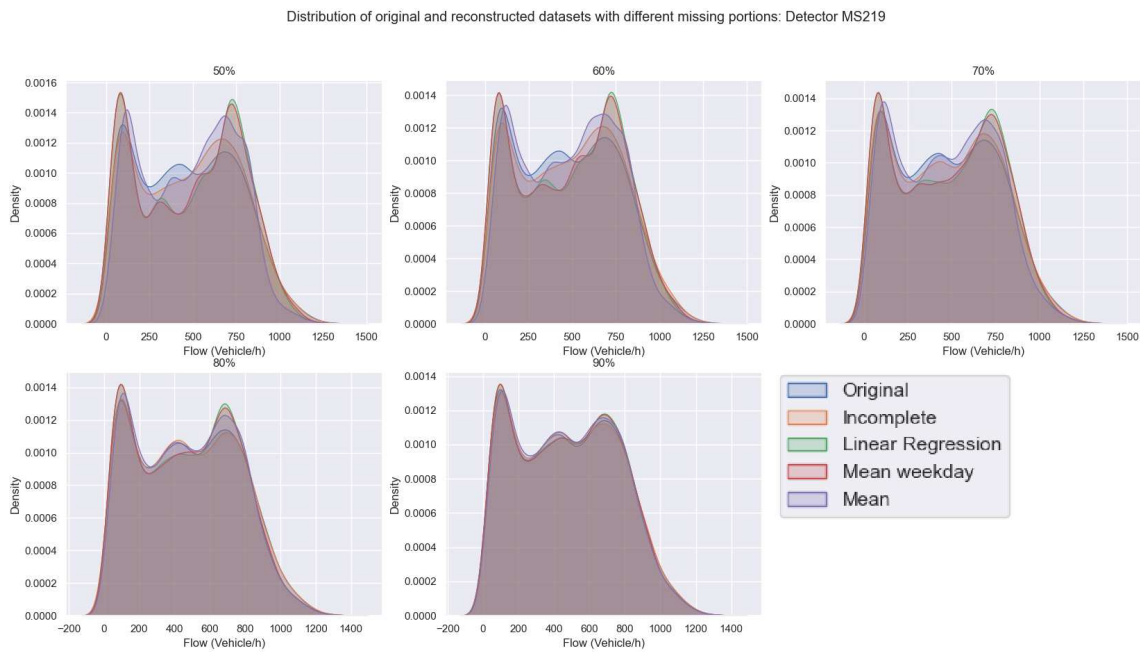 Distribution of original and reconstructed datasets with different missing portions: Detector MS219
50%
0.0016
0.0014
0.0012
0.0010
0.0008
0.0006
0.0004
0.0002
0.0000
Density
0 250 500 750 1000 1250 1500
Flow (Vehicle/h)
60%
0.0014
0.0012
0.0010
0.0008
0.0006
0.0004
0.0002
0.0000
Density
0 250 500 750 1000 1250 1500
Flow (Vehicle/h)
70%
0.0014
0.0012
0.0010
0.0008
0.0006
0.0004
0.0002
0.0000
Density
0 250 500 750 1000 1250 1500
Flow (Vehicle/h)
80%
0.0014
0.0012
0.0010
0.0008
0.0006
0.0004
0.0002
0.0000
Density
−200 0 200 400 600 800 1000 1200 1400
Flow (Vehicle/h)
90%
0.0014
0.0012
0.0010
0.0008
0.0006
0.0004
0.0002
0.0000
Density
−200 0 200 400 600 800 1000 1200 1400
Flow (Vehicle/h)
Original
Incomplete
Linear Regression
Mean weekday
Mean